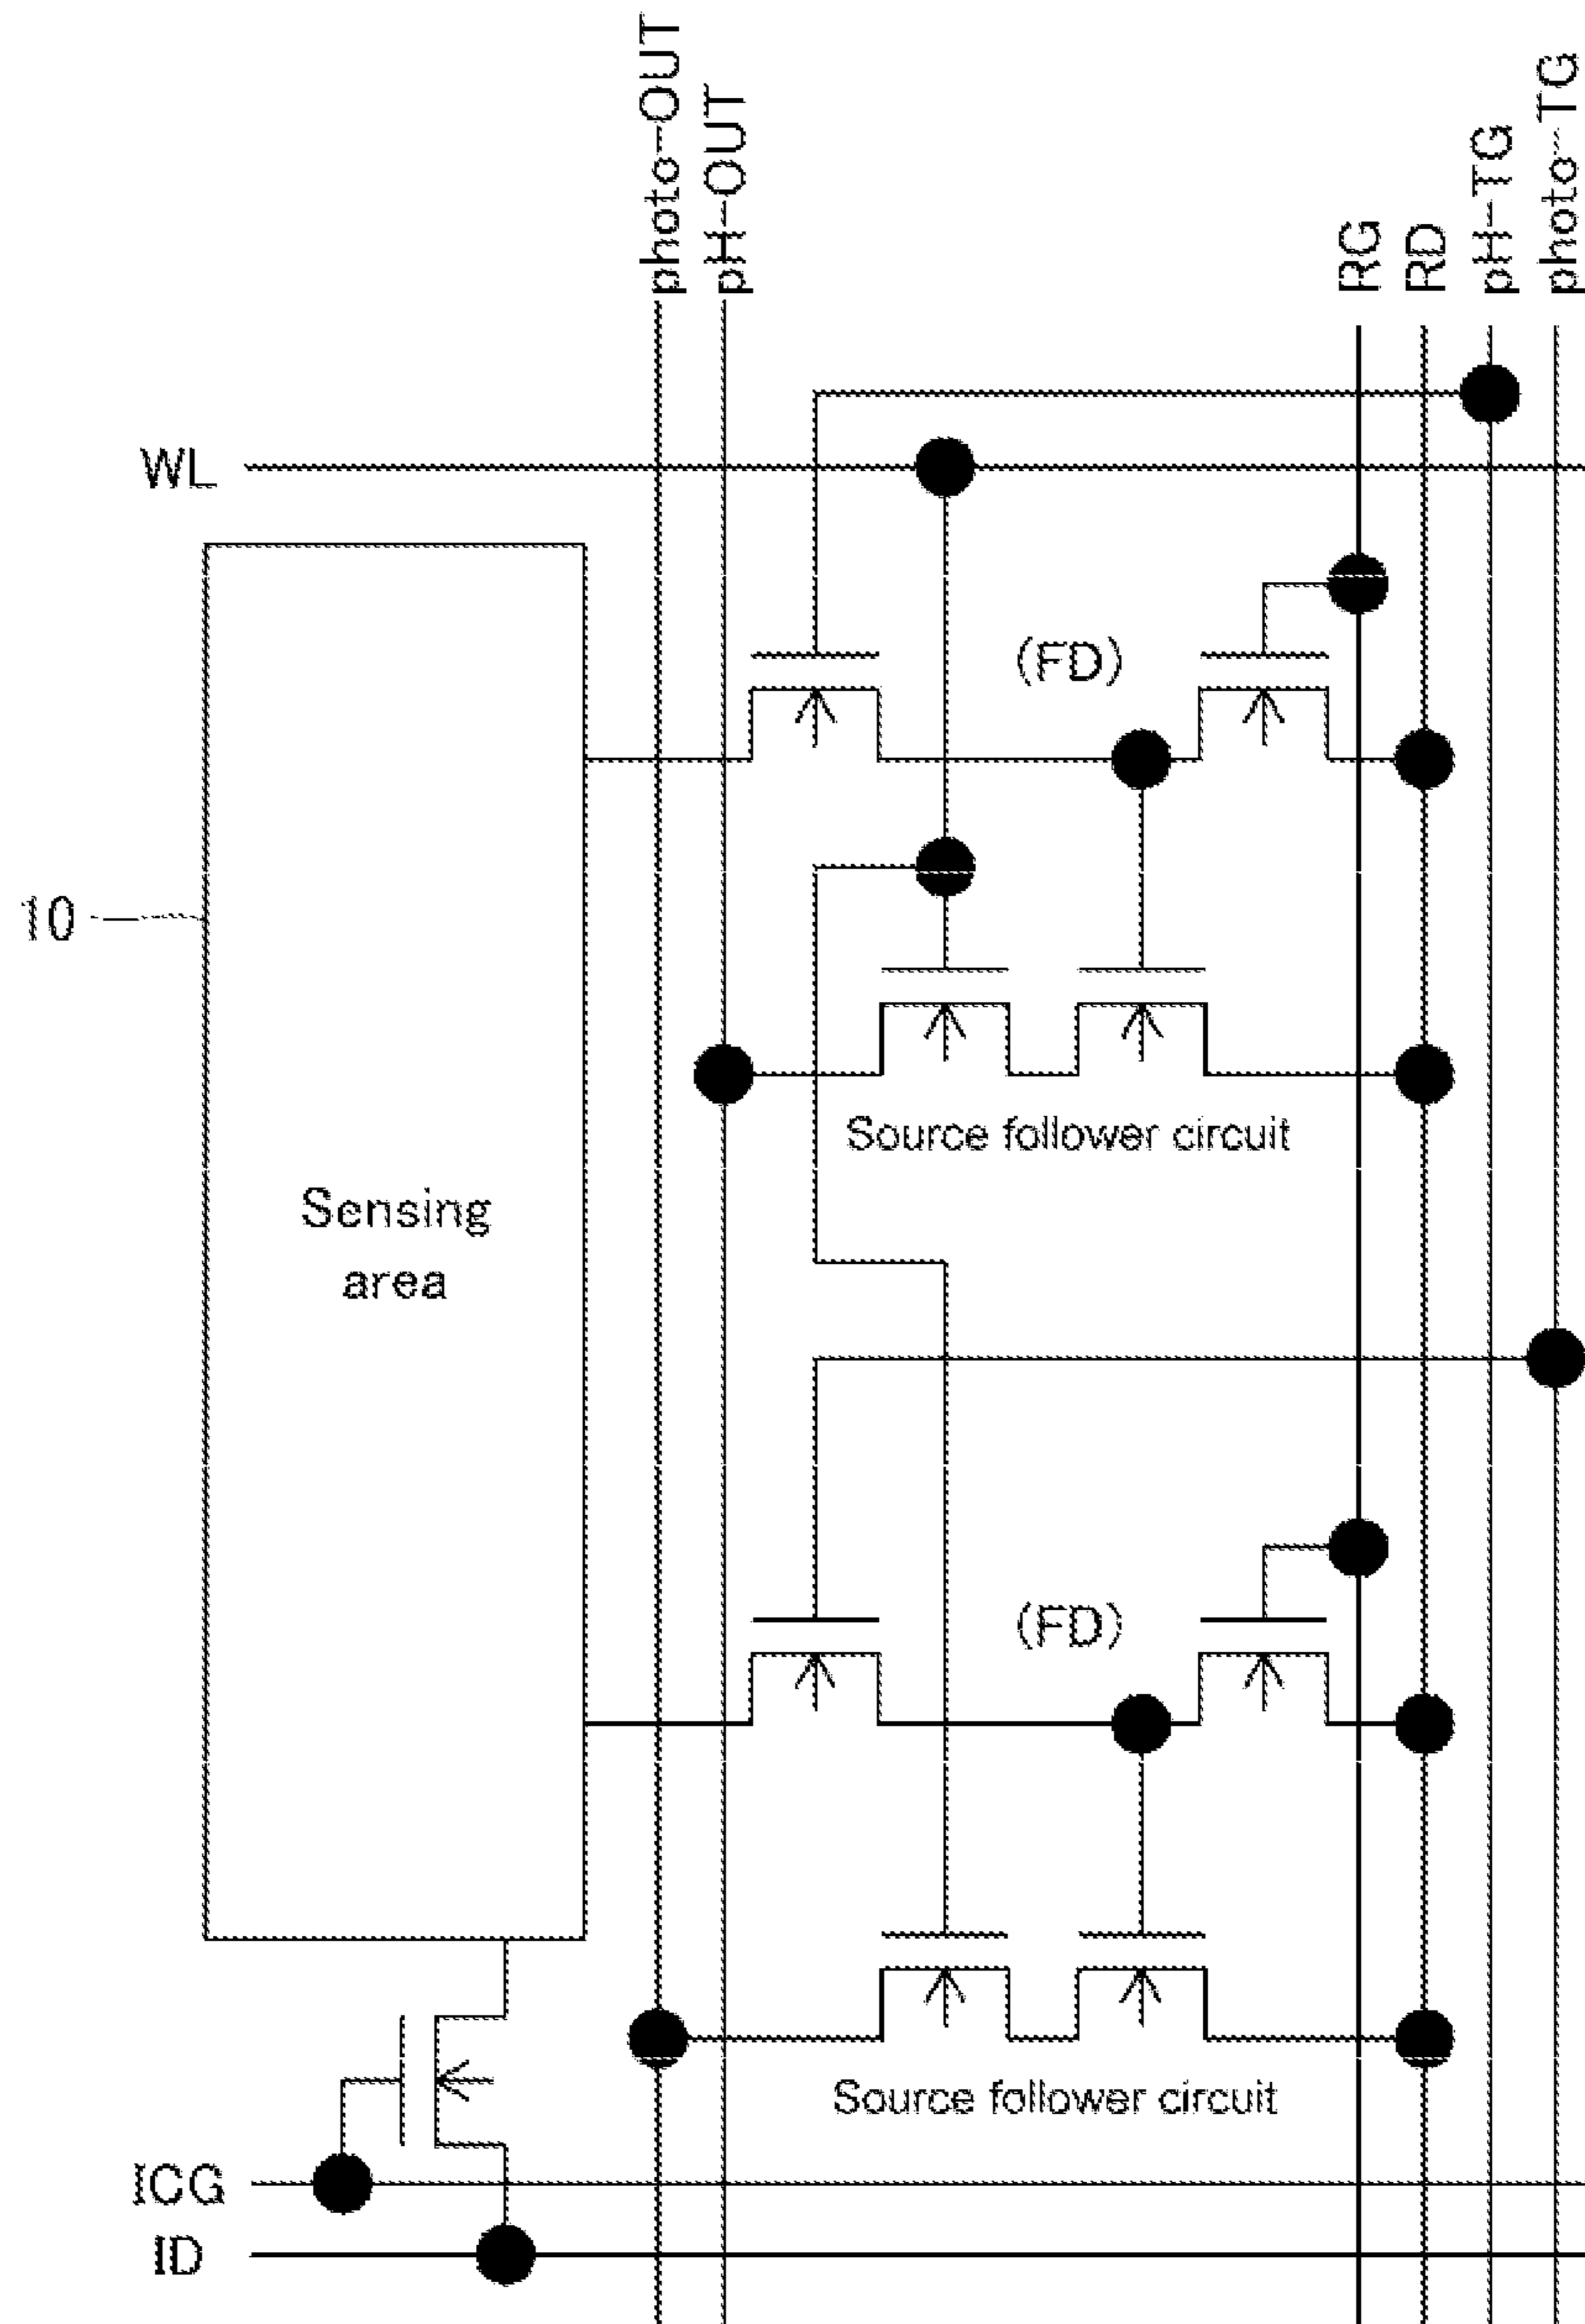 photo-OUT
pH-OUT
RG
RD
pH-TG
photo-TG
WL
(FD)
10
Source follower circuit
Sensing
area
(FD)
Source follower circuit
ICG
ID